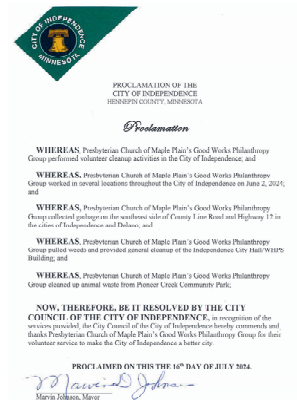 CITY OF INDEPENDENCE
MINNESOTA
PROCLAMATION OF THE
CITY OF INDEPENDENCE
HENNEPIN COUNTY, MINNESOTA
Proclamation
WHEREAS, Presbyterian Church of Maple Plain's Good Works Philanthropy
Group performed volunteer cleanup activities in the City of Independence; and
WHEREAS, Presbyterian Church of Maple Plain's Good Works Philanthropy
Group worked in several locations throughout the City of Independence on June 2, 2024;
and
WHEREAS, Presbyterian Church of Maple Plain's Good Works Philanthropy
Group collected garbage on the southeast side of County Line Road and Highway 12 in
the cities of Independence and Delano; and
WHEREAS, Presbyterian Church of Maple Plain's Good Works Philanthropy
Group pulled weeds and provided general cleanup of the Independence City Hall/WHPS
Building; and
WHEREAS, Presbyterian Church of Maple Plain's Good Works Philanthropy
Group cleaned up animal waste from Pioneer Creek Community Park;
NOW, THEREFORE, BE IT RESOLVED BY THE CITY
COUNCIL OF THE CITY OF INDEPENDENCE, in recognition of the
services provided, the City Council of the City of Independence hereby commends and
thanks Presbyterian Church of Maple Plain's Good Works Philanthropy Group for their
volunteer service to make the City of Independence a better city.
PROCLAIMED ON THIS THE 16th DAY OF JULY 2024.
Marvin D Johnson
Marvin Johnson, Mayor